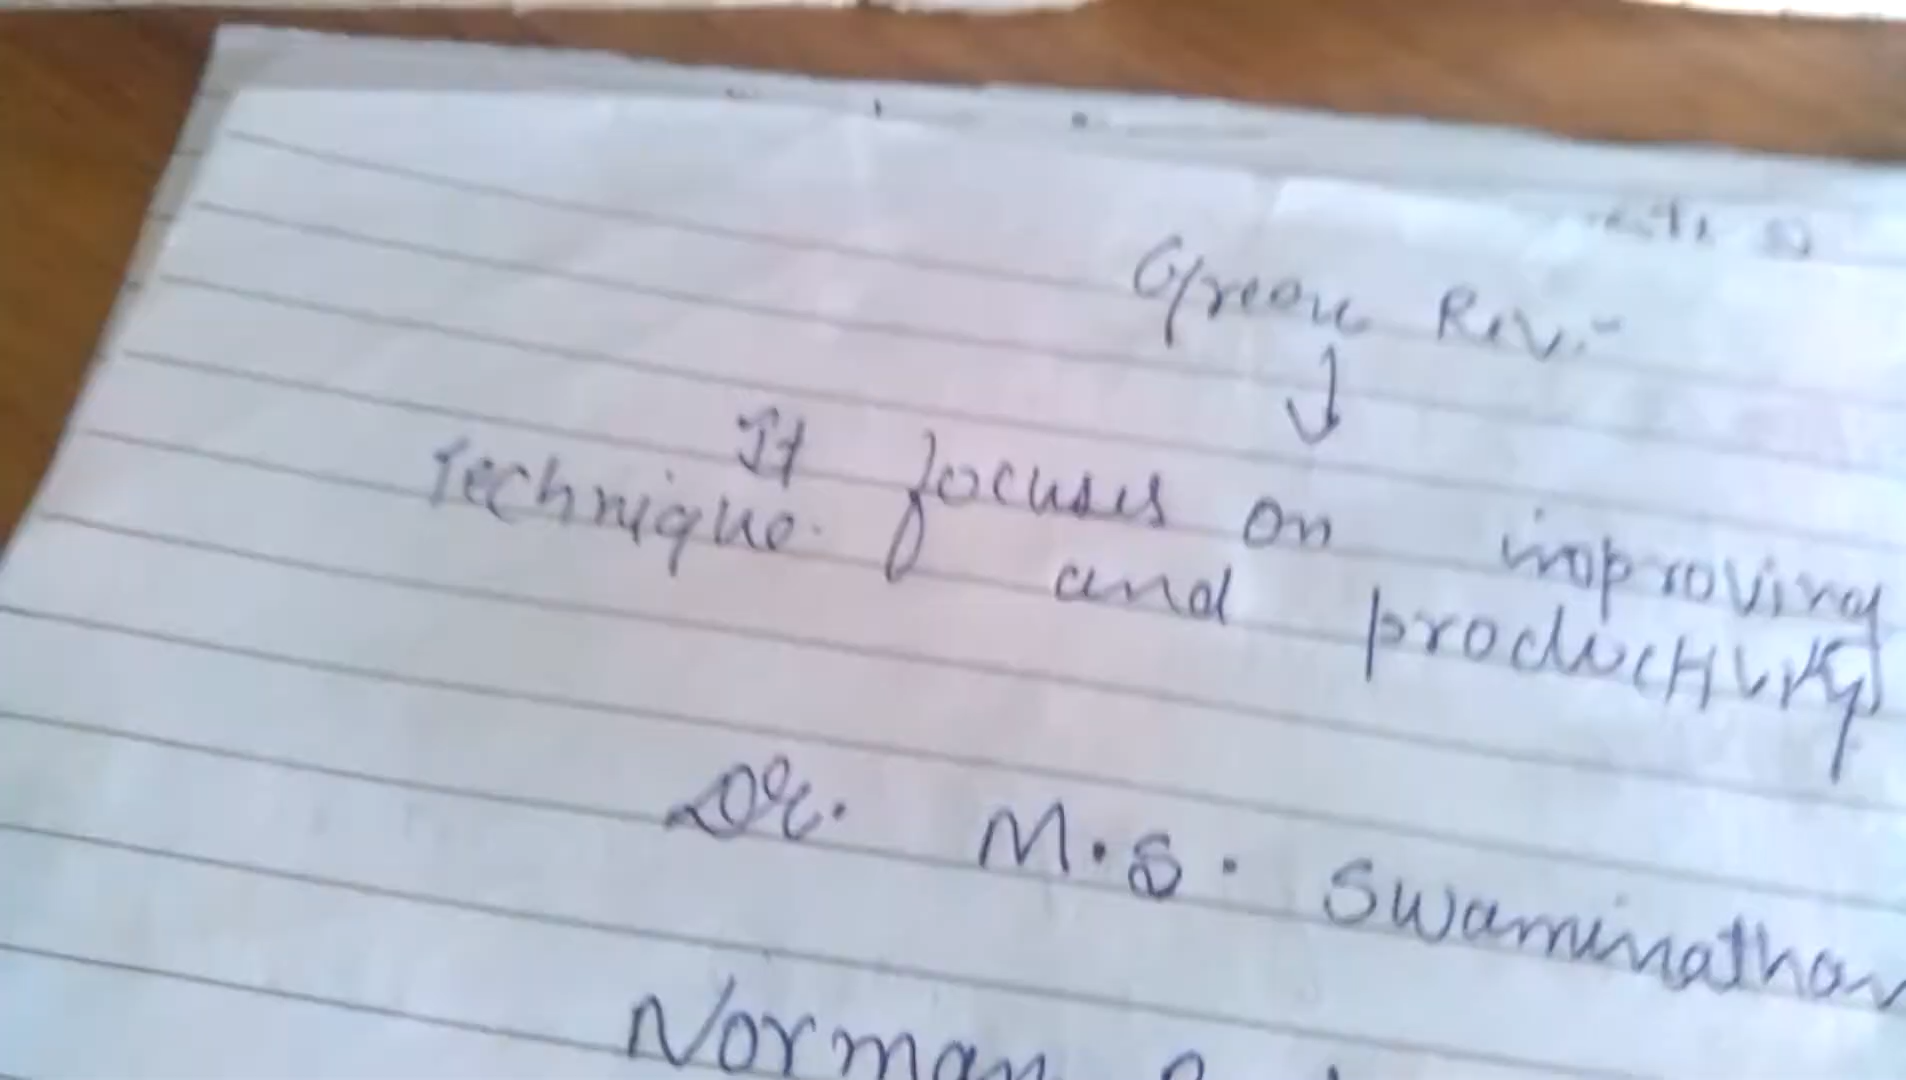 Green Rev.-
↓
It focuses on improving
technique. and productivity
Dr. M.S. Swaminathan
Norman